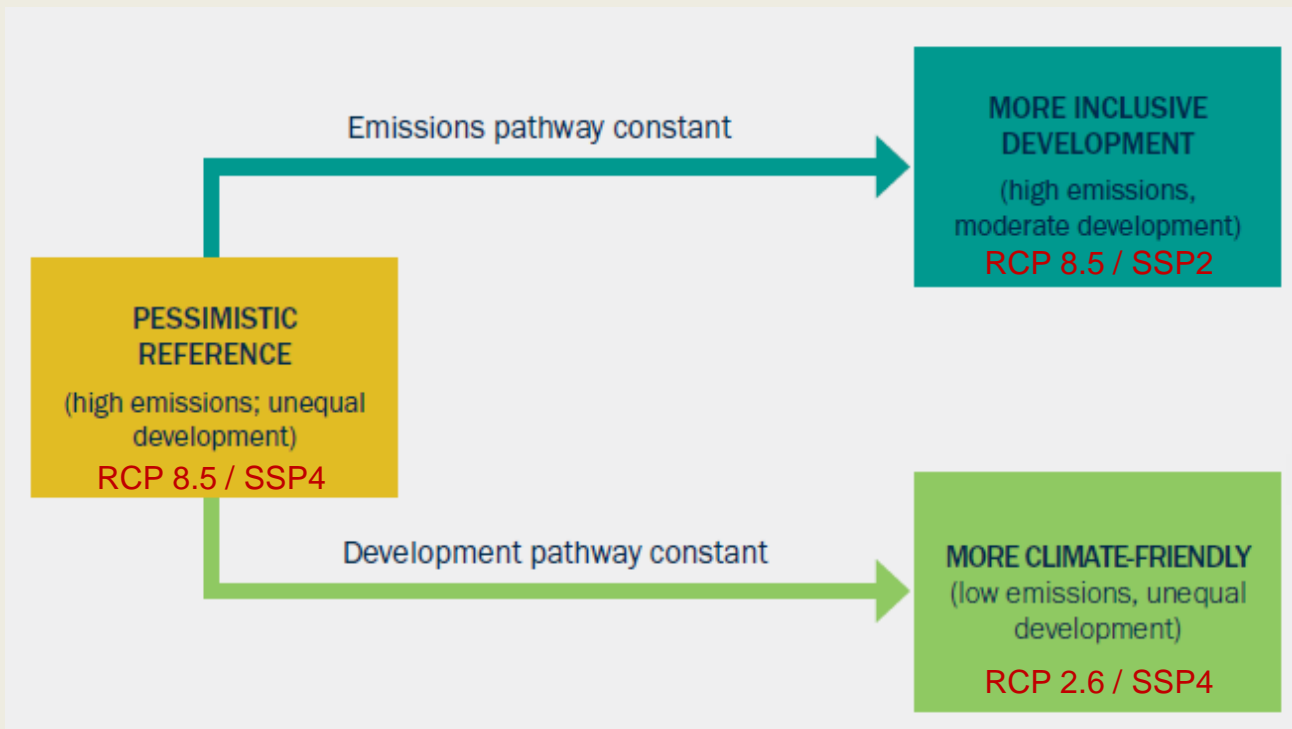 Emissions pathway constant
MORE INCLUSIVE
DEVELOPMENT
(high emissions,
moderate development)
RCP 8.5 / SSP2
PESSIMISTIC
REFERENCE
(high emissions; unequal
development)
RCP 8.5 / SSP4
Development pathway constant
MORE CLIMATE-FRIENDLY
(low emissions, unequal
development)
RCP 2.6 / SSP4